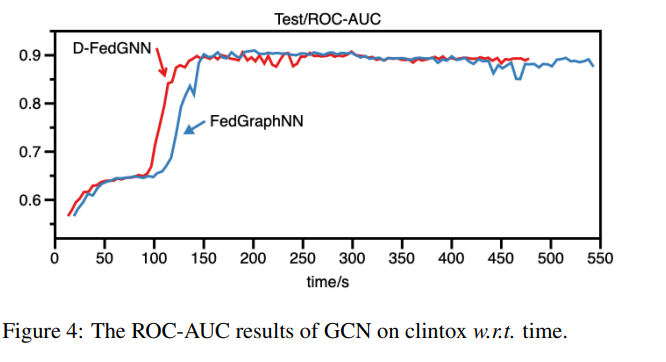 Test/ROC-AUC
D-FedGNN
FedGraphNN
0.9
0.8
0.7
0.6
0 50 100 150 200 250 300 350 400 450 500 550
time/s
Figure 4: The ROC-AUC results of GCN on clintox w.r.t. time.